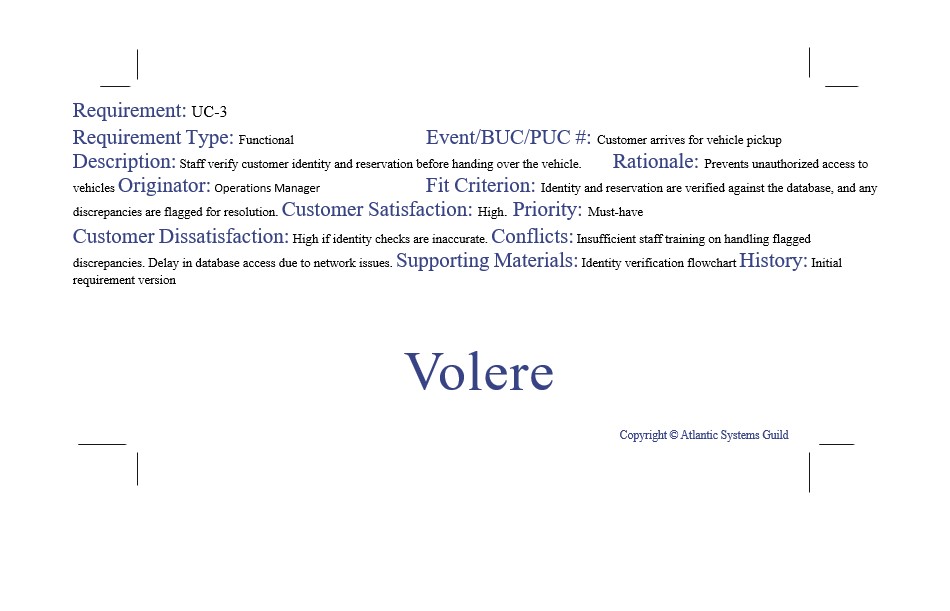 Requirement: UC-3
Requirement Type: Functional Event/BUC/PUC #: Customer arrives for vehicle pickup
Description: Staff verify customer identity and reservation before handing over the vehicle. Rationale: Prevents unauthorized access to
vehicles Originator: Operations Manager Fit Criterion: Identity and reservation are verified against the database, and any
discrepancies are flagged for resolution. Customer Satisfaction: High. Priority: Must-have
Customer Dissatisfaction: High if identity checks are inaccurate. Conflicts: Insufficient staff training on handling flagged
discrepancies. Delay in database access due to network issues. Supporting Materials: Identity verification flowchart History: Initial
requirement version
Volere
Copyright © Atlantic Systems Guild